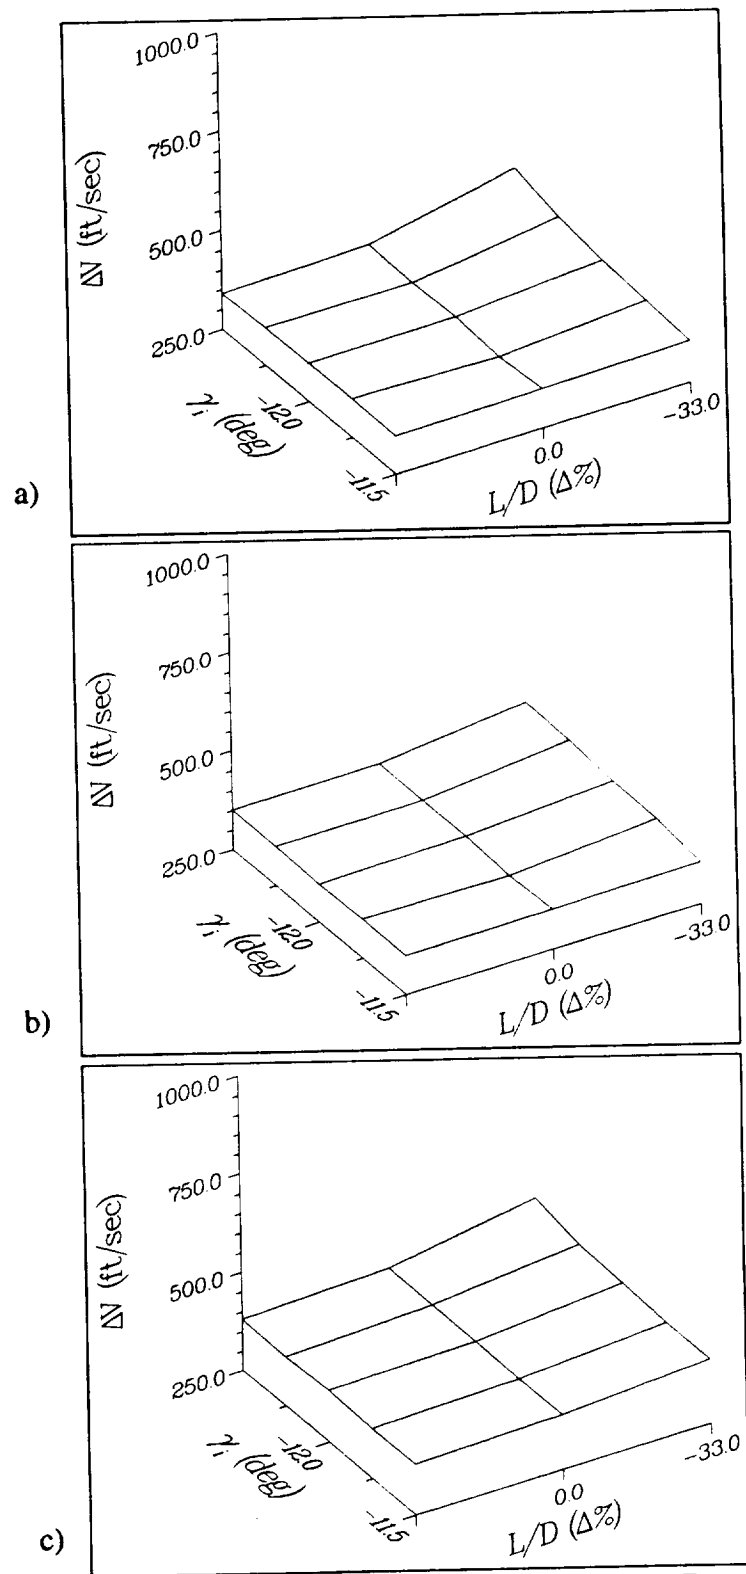 1000.0
750.0
500.0
250.0
ΔV (ft/sec)
γi (deg)
-12.0
-11.5
0.0
-33.0
L/D (Δ%)
a)
1000.0
750.0
500.0
250.0
ΔV (ft/sec)
γi (deg)
-12.0
-11.5
0.0
-33.0
L/D (Δ%)
b)
1000.0
750.0
500.0
250.0
ΔV (ft/sec)
γi (deg)
-12.0
-11.5
0.0
-33.0
L/D (Δ%)
c)